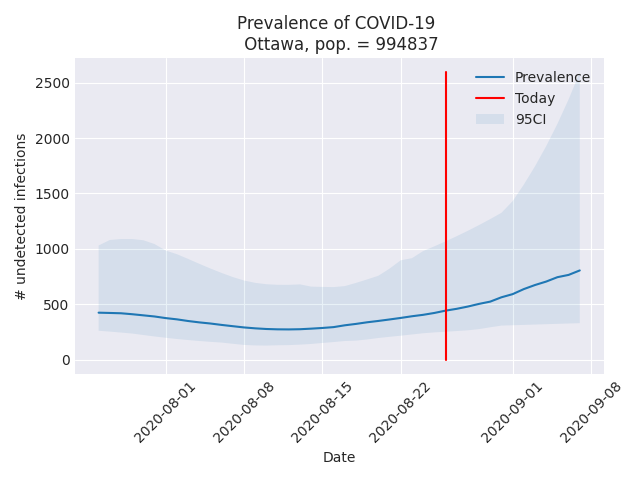 Prevalence of COVID-19
Ottawa, pop. = 994837
Prevalence
Today
95CI
# undetected infections
2500
2000
1500
1000
500
0
2020-08-01
2020-08-08
2020-08-15
2020-08-22
2020-09-01
2020-09-08
Date